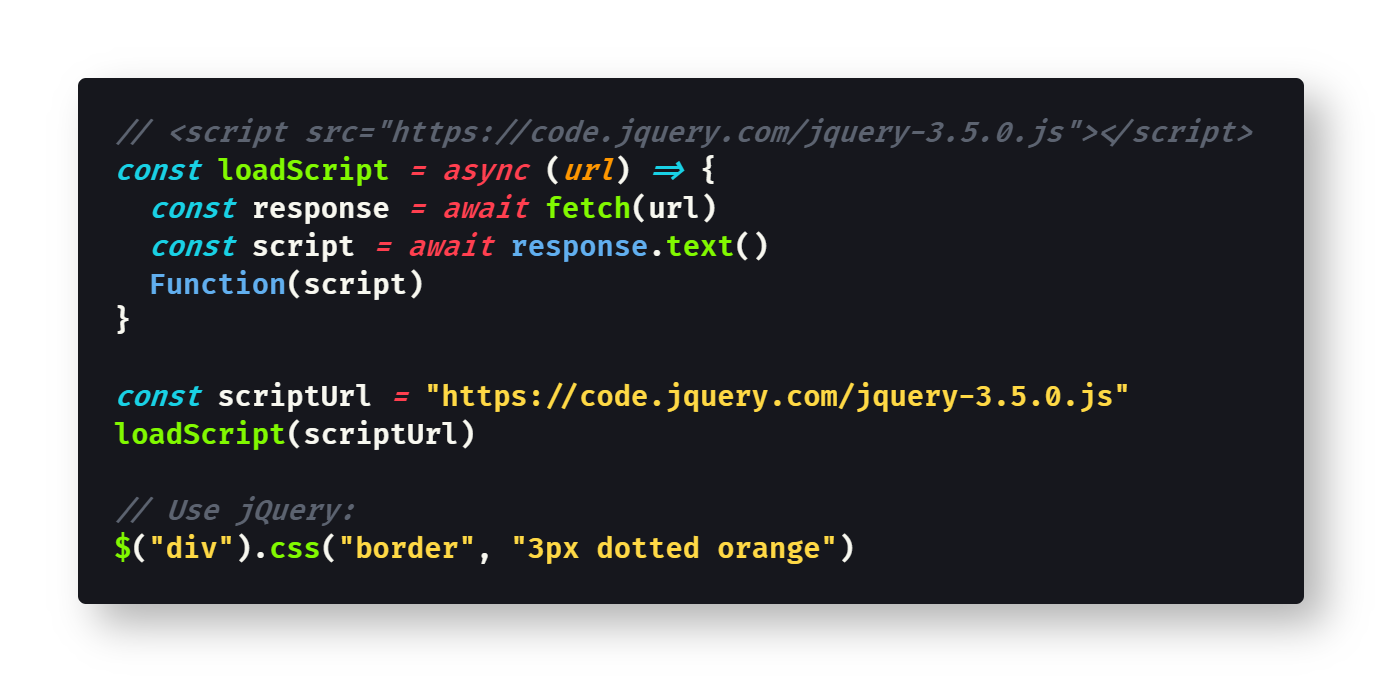 // <script src="https://code.jquery.com/jquery-3.5.0.js"></script>
const loadScript = async (url) => {
  const response = await fetch(url)
  const script = await response.text()
  Function(script)
}

const scriptUrl = "https://code.jquery.com/jquery-3.5.0.js"
loadScript(scriptUrl)

// Use jQuery:
$("div").css("border", "3px dotted orange")